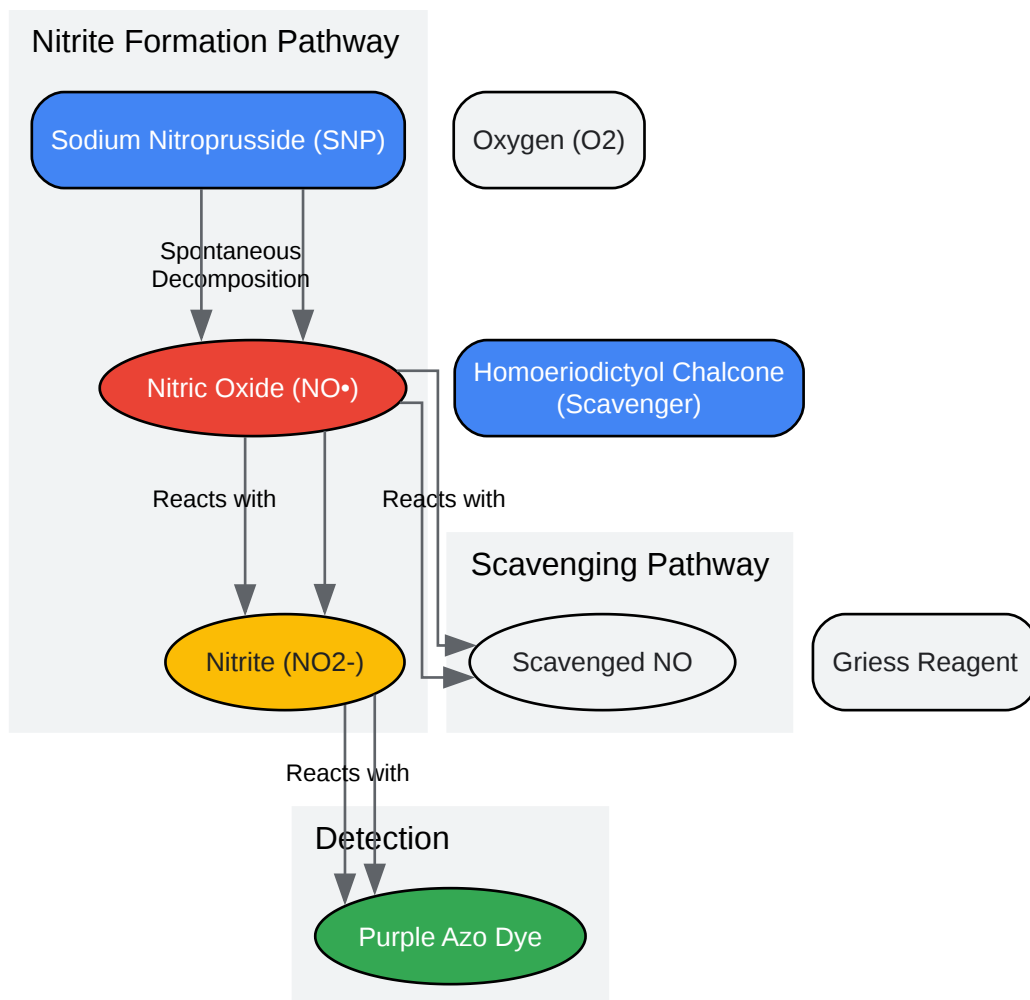 Nitrite Formation Pathway
Sodium Nitroprusside (SNP)
Oxygen (O2)
Spontaneous
Decomposition
Nitric Oxide (NO•)
Homoeriodictyol Chalcone
(Scavenger)
Reacts with
Reacts with
Scavenging Pathway
Nitrite (NO2-)
Scavenged NO
Griess Reagent
Reacts with
Detection
Purple Azo Dye